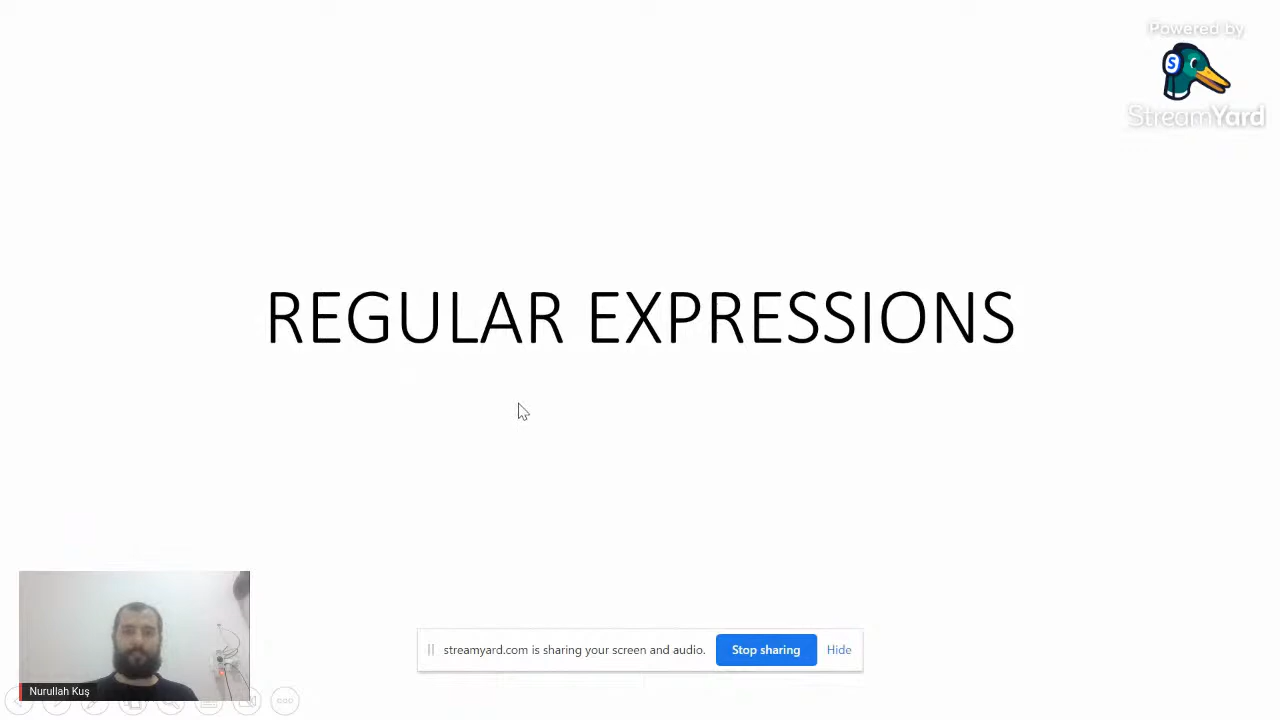 Powered by
S
StreamYard
REGULAR EXPRESSIONS
streamyard.com is sharing your screen and audio.
Stop sharing
Hide
Nurullah Kuş